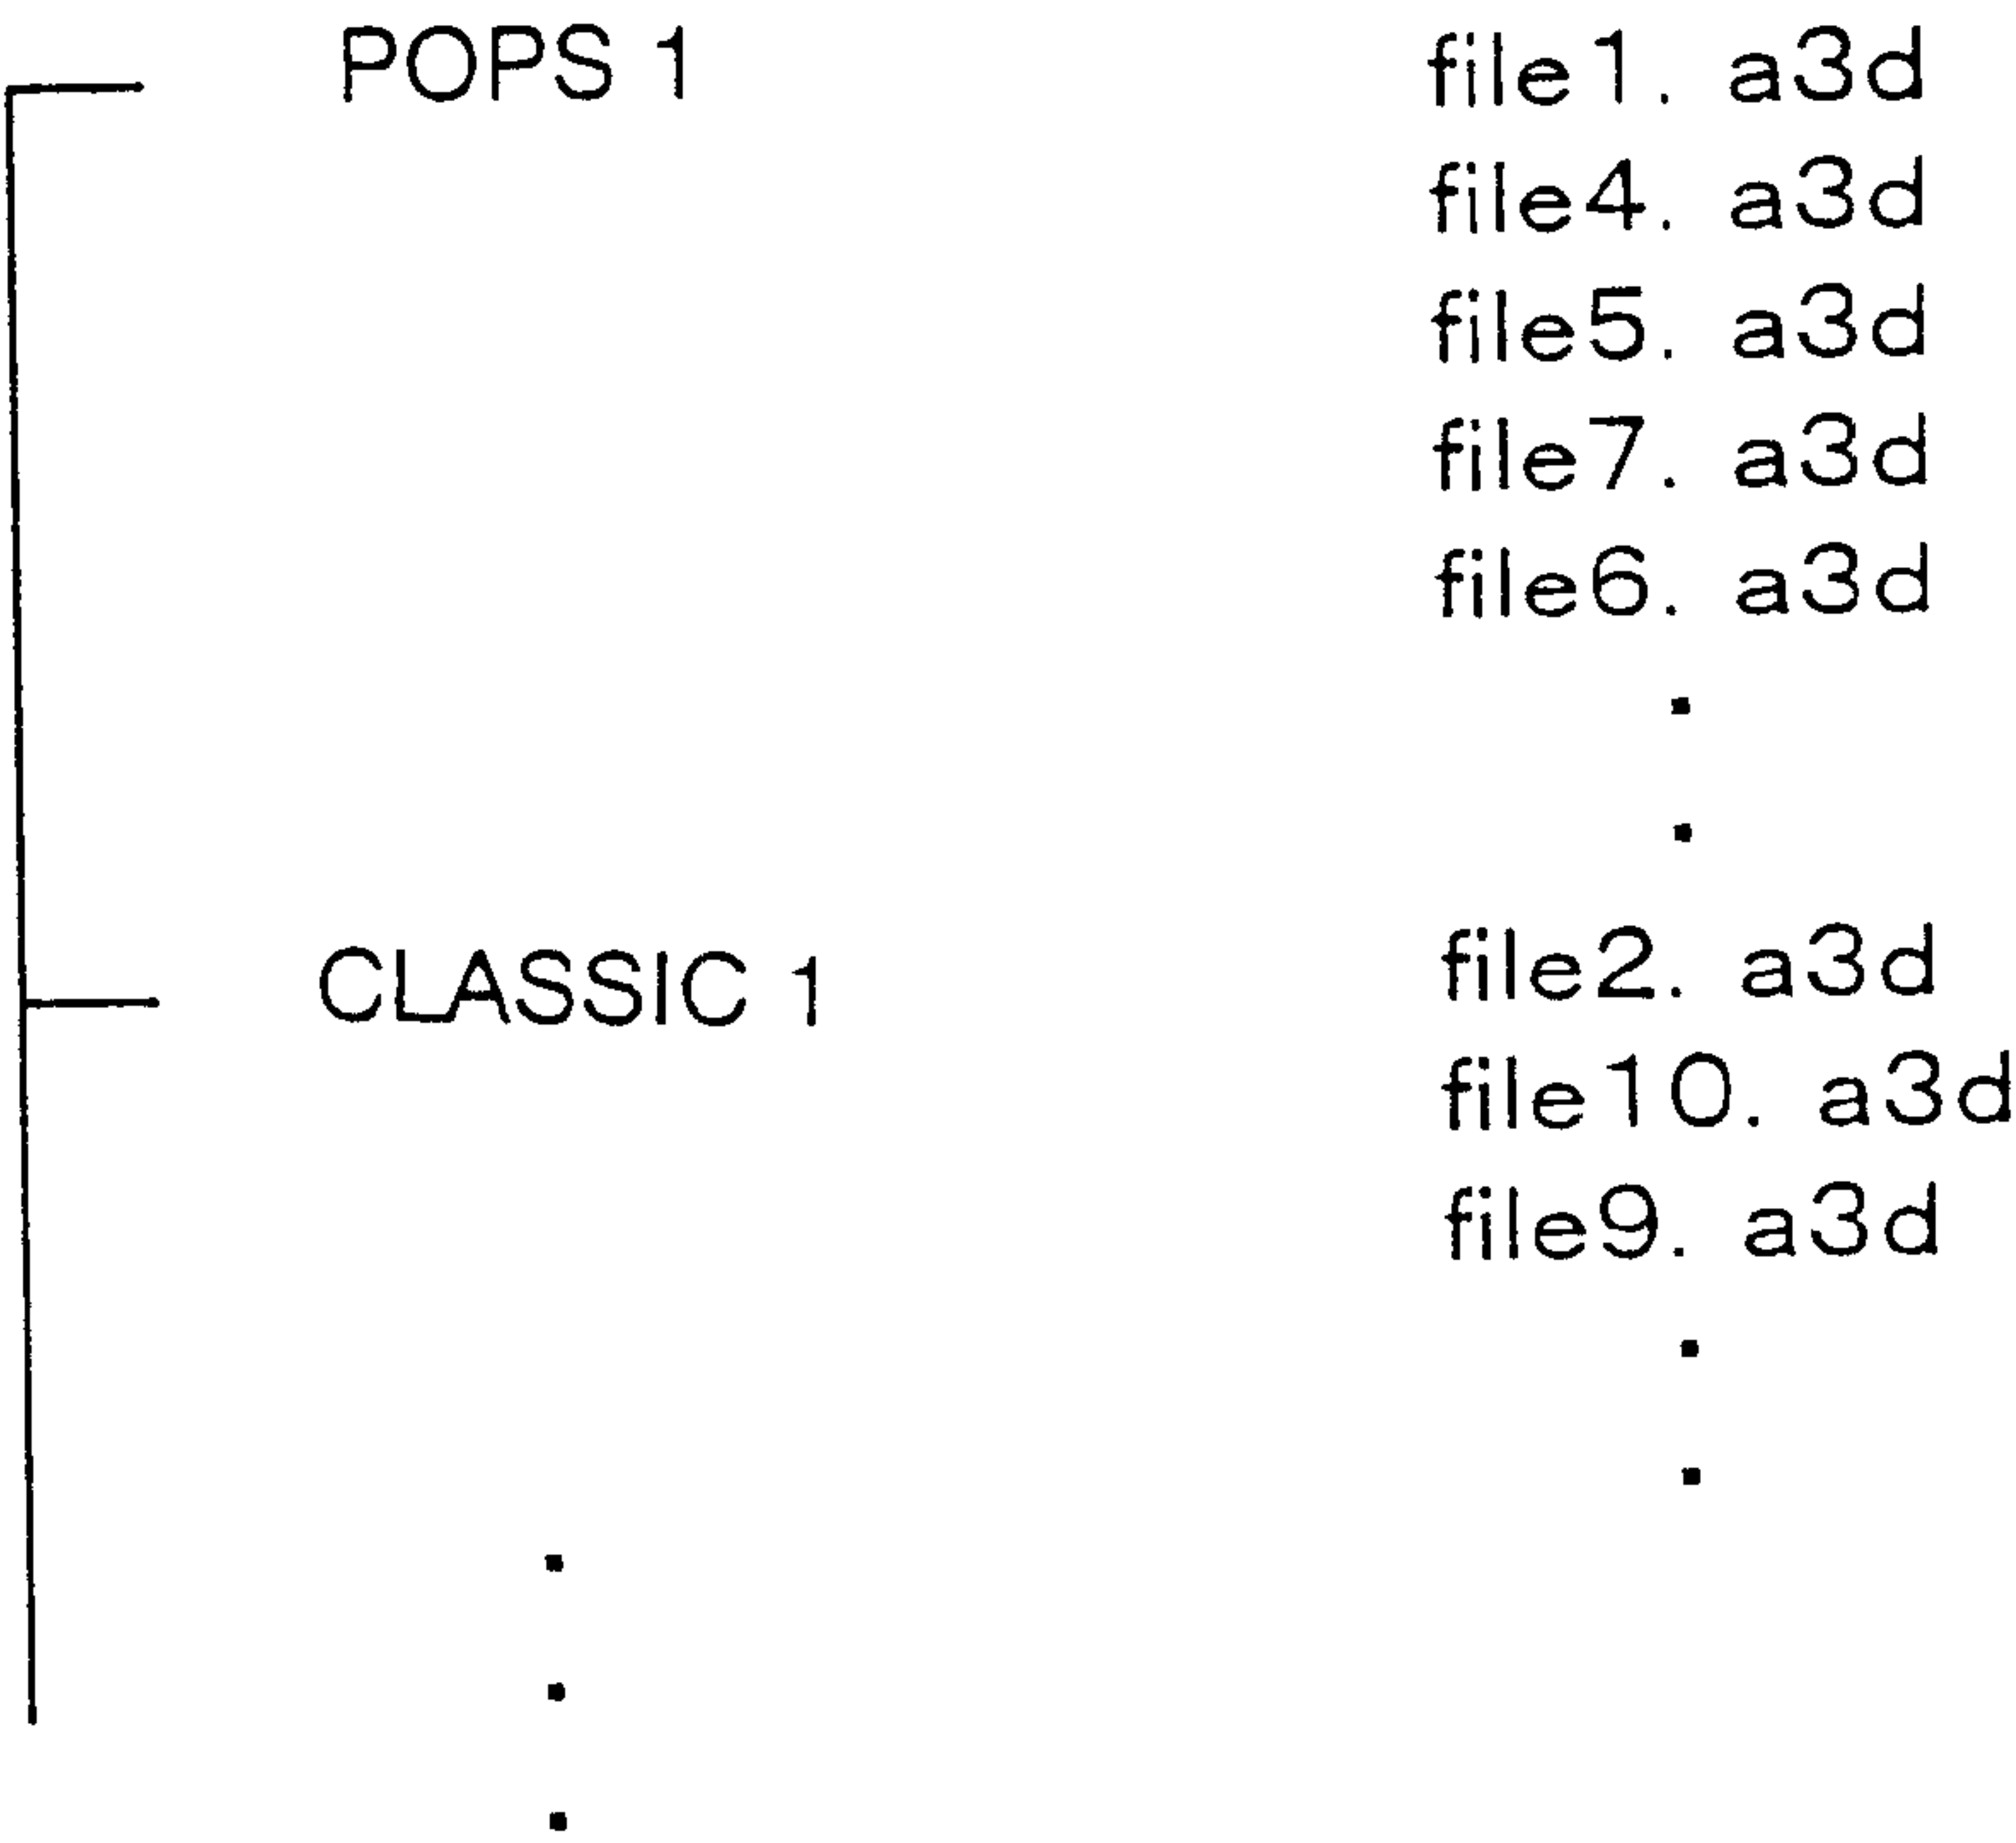 POPS 1 file1. a3d
file4. a3d
file5. a3d
file7. a3d
file6. a3d
.
.
CLASSIC 1 file2. a3d
file10. a3d
file9. a3d
.
.
.
.
.